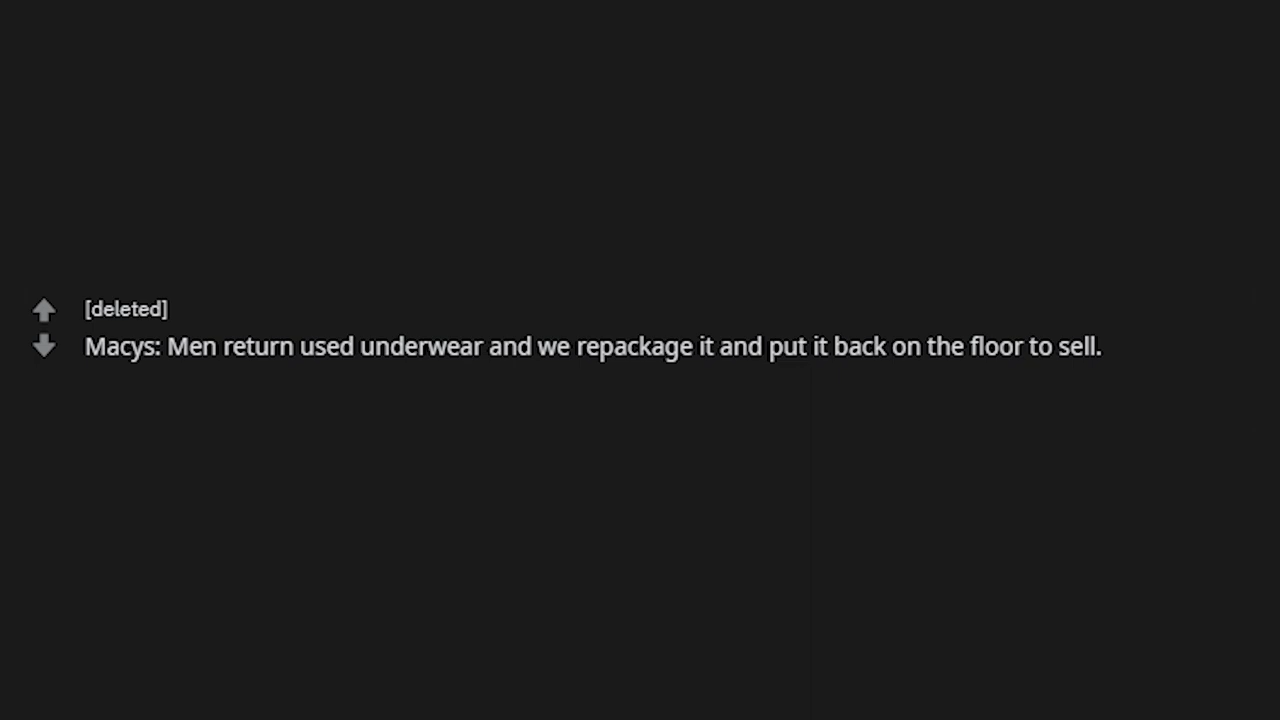 [deleted]
Macys: Men return used underwear and we repackage it and put it back on the floor to sell.